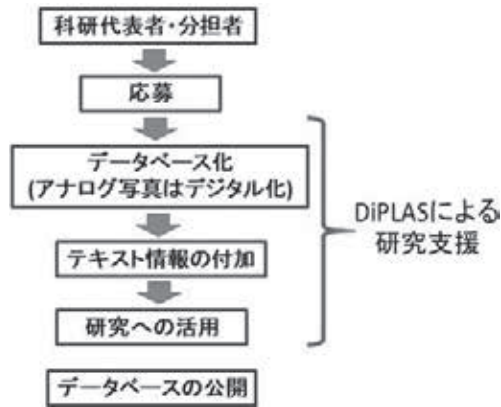 科研代表者・分担者
応募
データベース化
(アナログ写真はデジタル化)
テキスト情報の付加
研究への活用
データベースの公開
DiPLASによる
研究支援